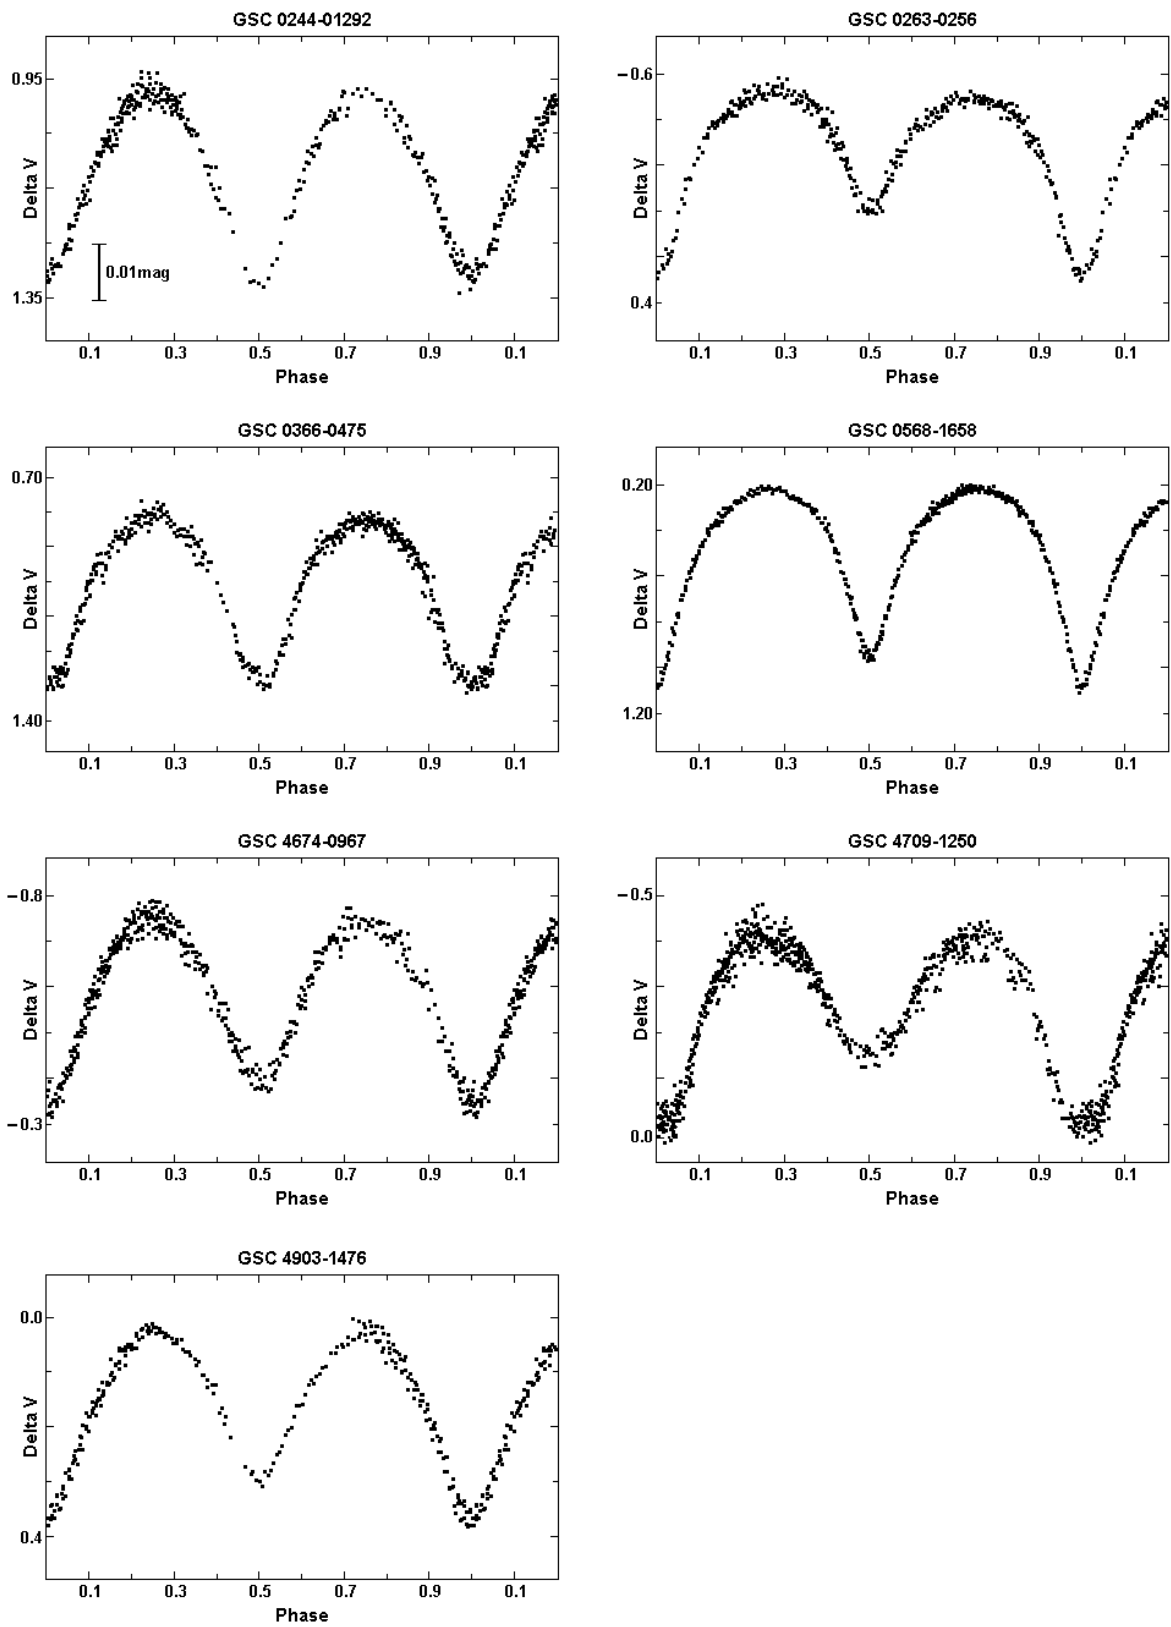 GSC 0244-01292
0.95
Delta V
0.01mag
1.35
0.1 0.3 0.5 0.7 0.9 0.1
Phase
GSC 0263-0256
−0.6
Delta V
0.4
0.1 0.3 0.5 0.7 0.9 0.1
Phase
GSC 0366-0475
0.70
Delta V
1.40
0.1 0.3 0.5 0.7 0.9 0.1
Phase
GSC 0568-1658
0.20
Delta V
1.20
0.1 0.3 0.5 0.7 0.9 0.1
Phase
GSC 4674-0967
−0.8
Delta V
−0.3
0.1 0.3 0.5 0.7 0.9 0.1
Phase
GSC 4709-1250
−0.5
Delta V
0.0
0.1 0.3 0.5 0.7 0.9 0.1
Phase
GSC 4903-1476
0.0
Delta V
0.4
0.1 0.3 0.5 0.7 0.9 0.1
Phase